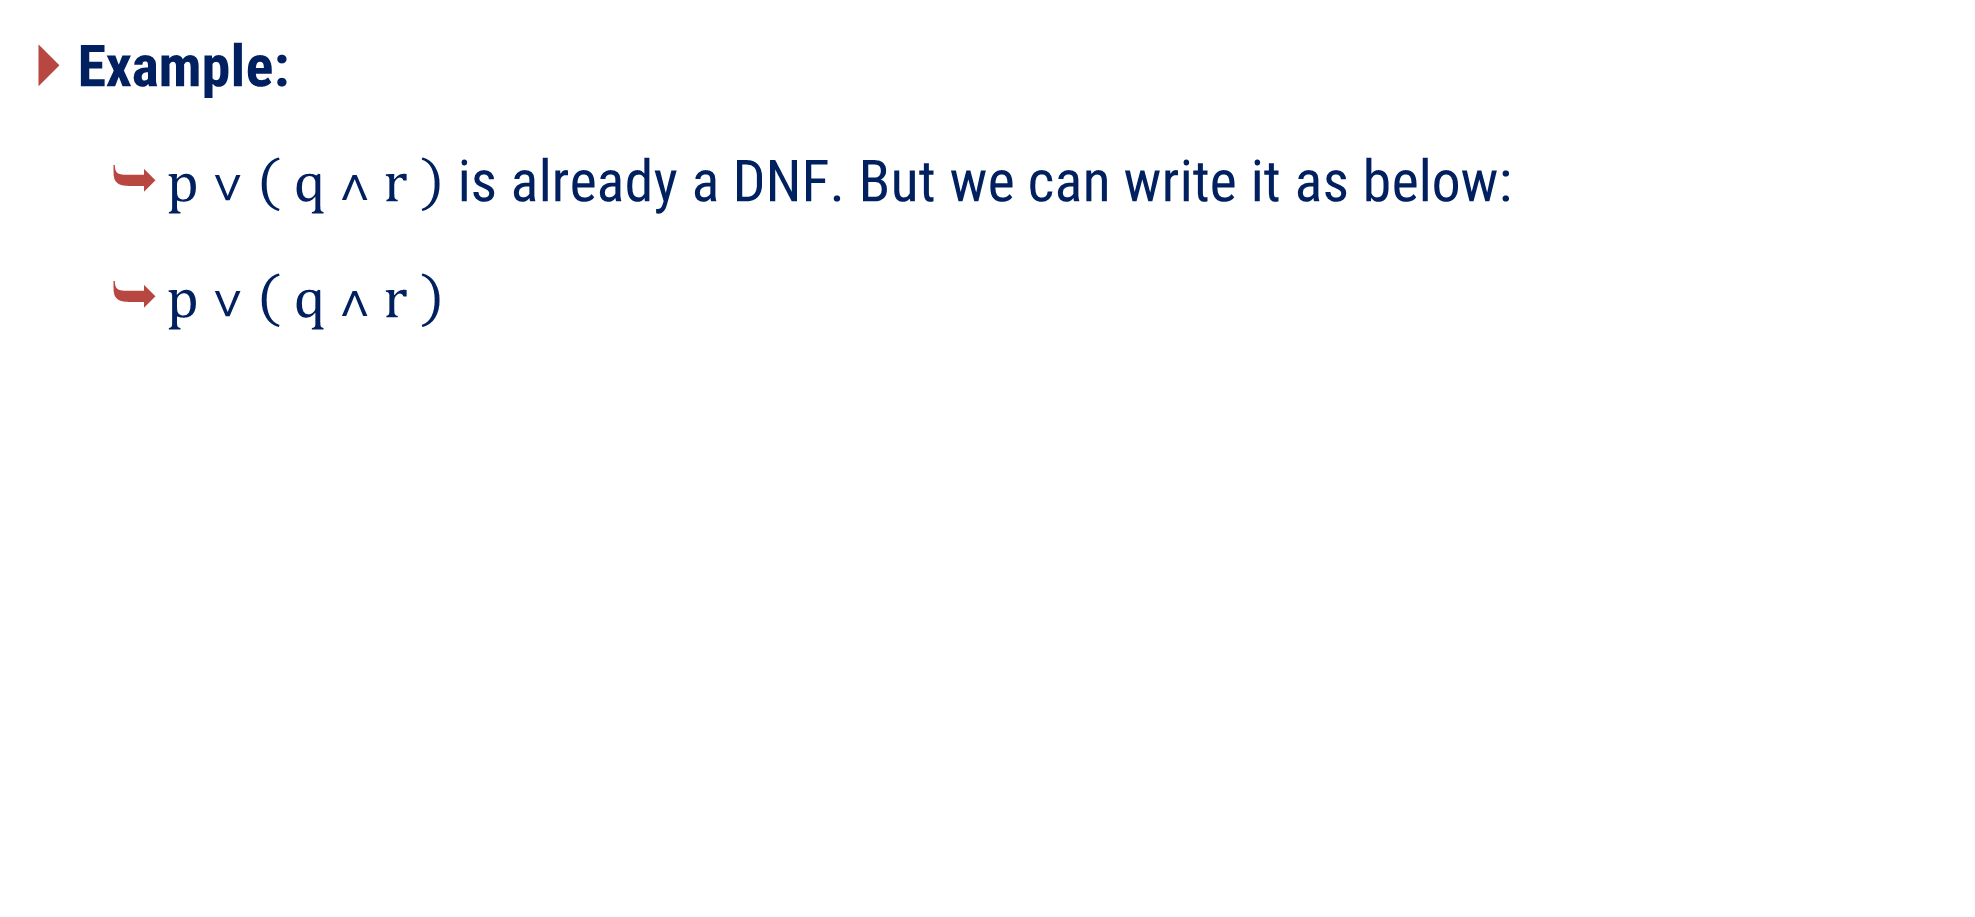 Example:
p ∨ ( q ∧ r ) is already a DNF. But we can write it as below:
p ∨ ( q ∧ r )